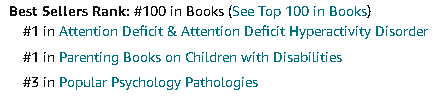 Best Sellers Rank: #100 in Books (See Top 100 in Books)
#1 in Attention Deficit & Attention Deficit Hyperactivity Disorder
#1 in Parenting Books on Children with Disabilities
#3 in Popular Psychology Pathologies